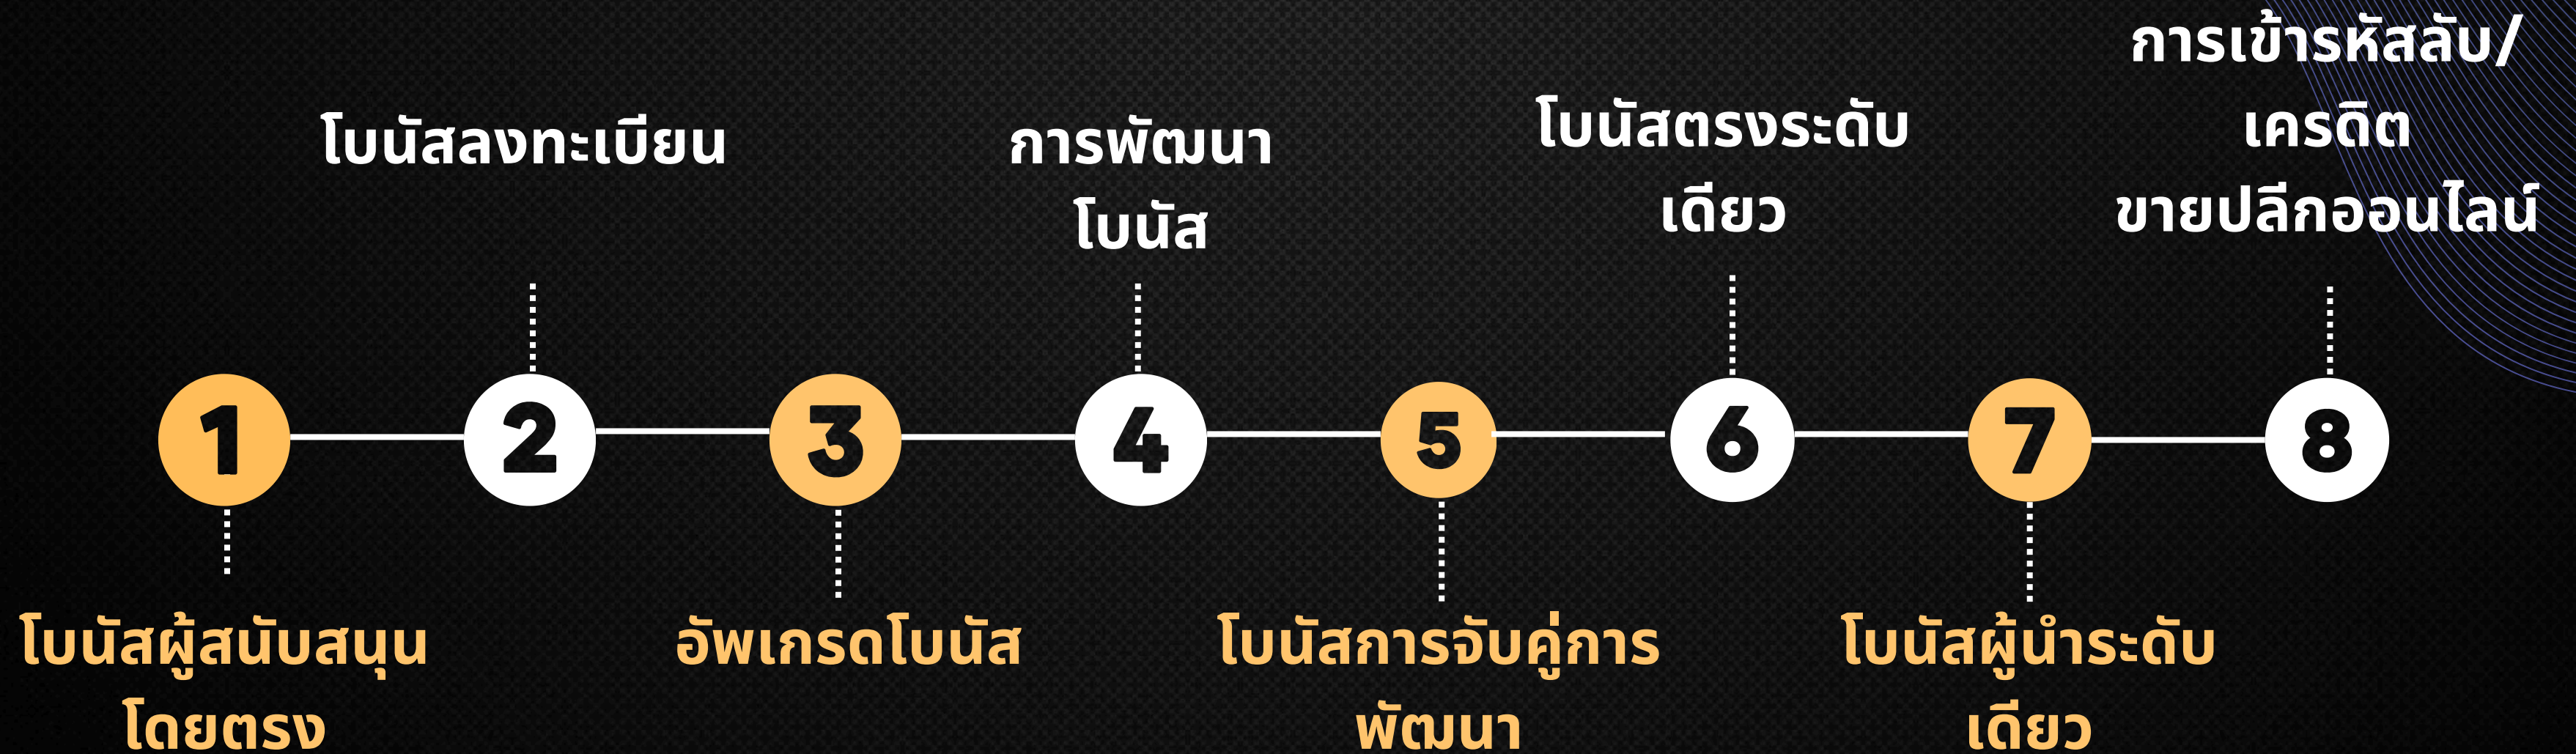 การเข้ารหัสลับ/
เครดิต
ขายปลีกออนไลน์
โบนัสลงทะเบียน
การพัฒนา
โบนัส
โบนัสตรงระดับ
เดียว
1 2 3 4 5 6 7 8
โบนัสผู้สนับสนุน
โดยตรง
อัพเกรดโบนัส
โบนัสการจับคู่การ
พัฒนา
โบนัสผู้นำระดับ
เดียว